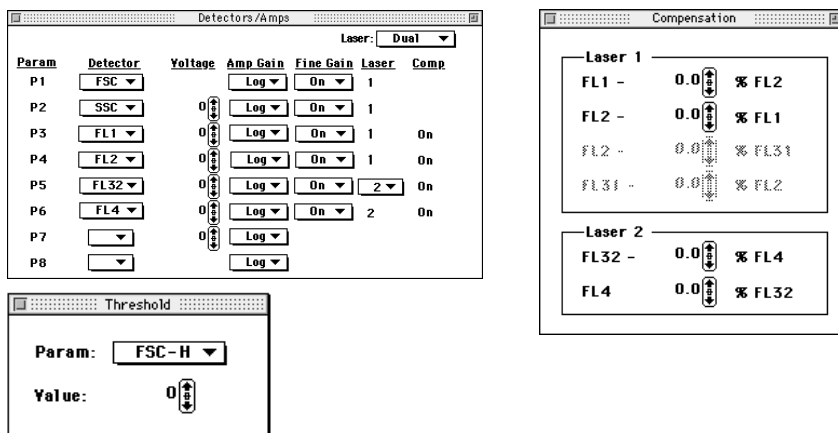 Detectors/Amps
Laser: Dual
Param Detector Voltage Amp Gain Fine Gain Laser Comp
P1 FSC Log On 1
P2 SSC 0 Log On 1
P3 FL1 0 Log On 1 On
P4 FL2 0 Log On 1 On
P5 FL32 0 Log On 2 On
P6 FL4 0 Log On 2 On
P7 0 Log
P8 Log
Threshold
Param: FSC-H
Value: 0
Compensation
Laser 1
FL1 - 0.0 % FL2
FL2 - 0.0 % FL1
FL2 - 0.0 % FL31
FL31 - 0.0 % FL2
Laser 2
FL32 - 0.0 % FL4
FL4 0.0 % FL32